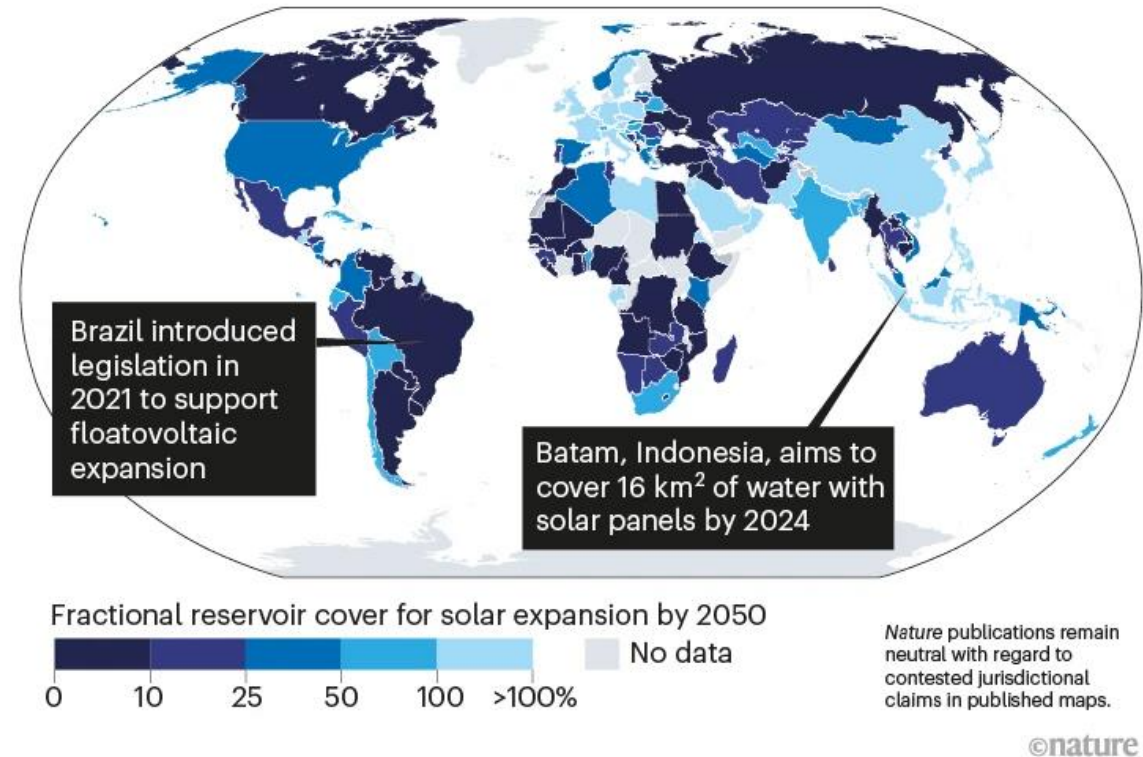 Brazil introduced
legislation in
2021 to support
floatovoltaic
expansion
Batam, Indonesia, aims to
cover 16 km² of water with
solar panels by 2024
Fractional reservoir cover for solar expansion by 2050
No data
0 10 25 50 100 >100%
Nature publications remain
neutral with regard to
contested jurisdictional
claims in published maps.
©nature